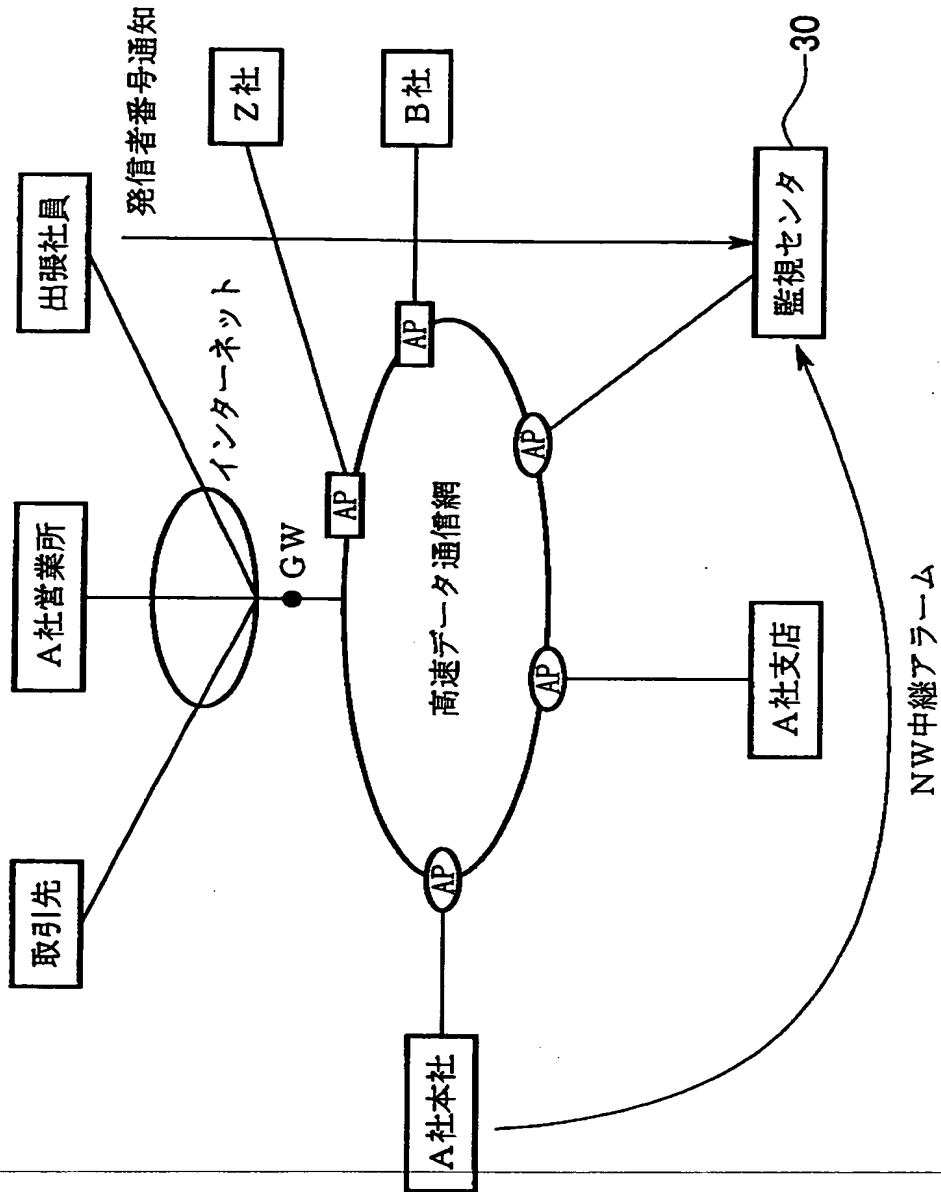 取引先
A社営業所
出張社員
発信者番号通知
インターネット
GW
Z社
AP
AP
B社
高速データ通信網
AP
AP
AP
A社本社
A社支店
監視センタ
30
NW中継アラーム